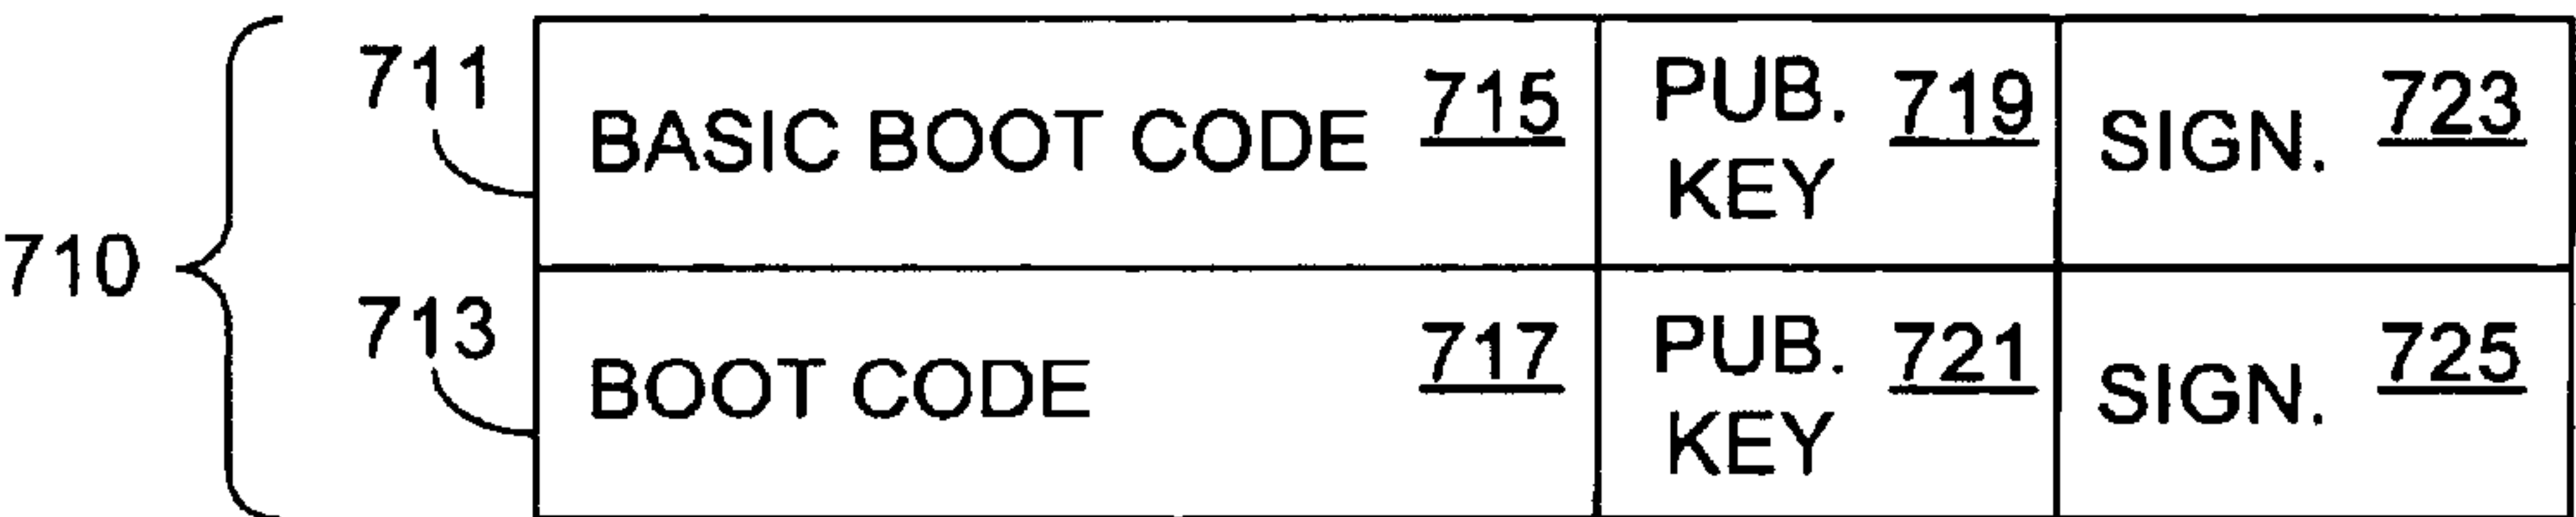 710
711
BASIC BOOT CODE 715
PUB. KEY 719
SIGN. 723
713
BOOT CODE 717
PUB. KEY 721
SIGN. 725